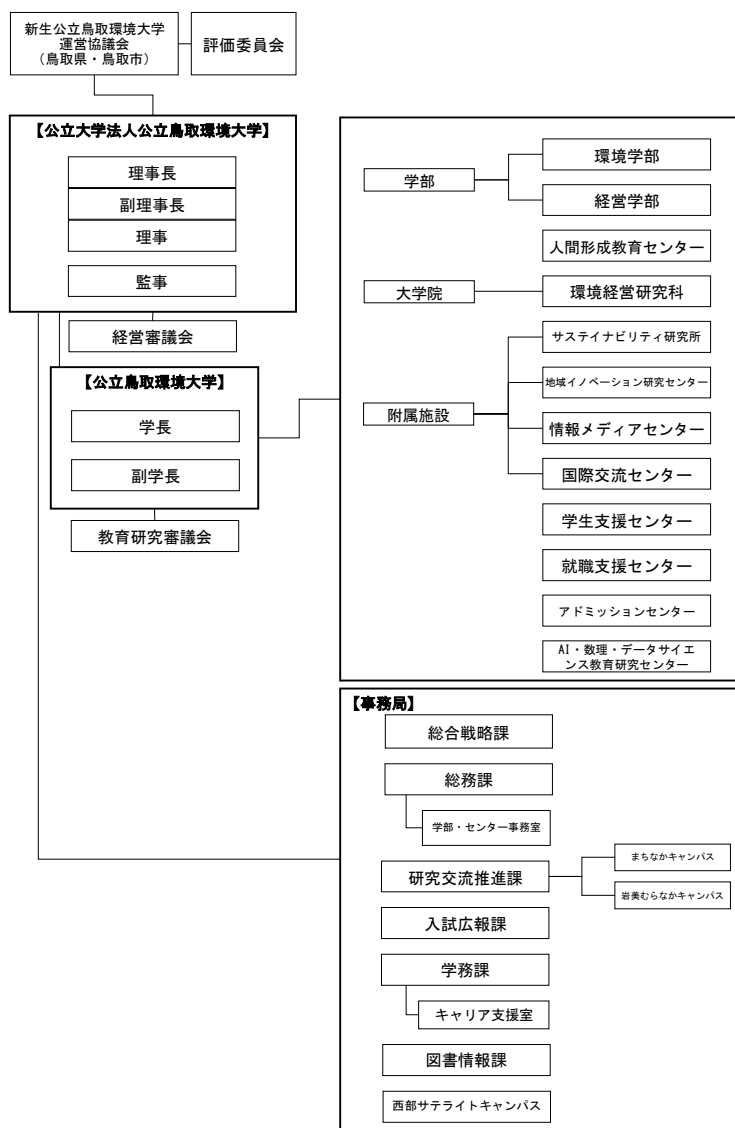 新生公立鳥取環境大学
運営協議会
（鳥取県・鳥取市）
評価委員会
【公立大学法人公立鳥取環境大学】
理事長
副理事長
理事
監事
経営審議会
【公立鳥取環境大学】
学長
副学長
教育研究審議会
学部
環境学部
経営学部
人間形成教育センター
大学院
環境経営研究科
附属施設
サステイナビリティ研究所
地域イノベーション研究センター
情報メディアセンター
国際交流センター
学生支援センター
就職支援センター
アドミッションセンター
AI・数理・データサイエ
ンス教育研究センター
【事務局】
総合戦略課
総務課
学部・センター事務室
研究交流推進課
まちなかキャンパス
岩美むらなかキャンパス
入試広報課
学務課
キャリア支援室
図書情報課
西部サテライトキャンパス